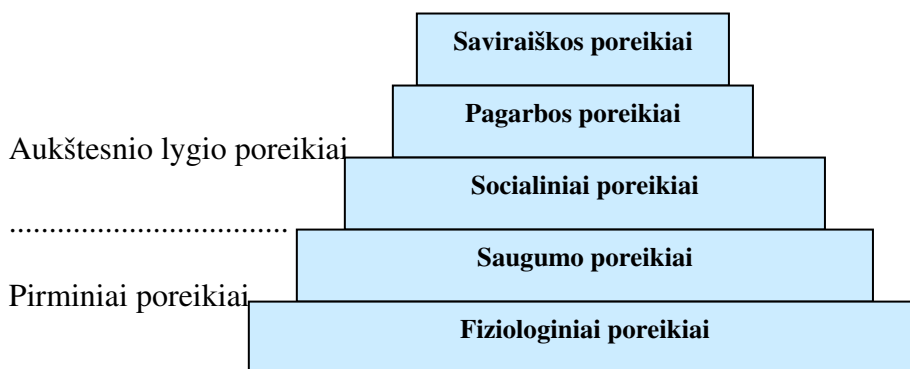 Saviraiškos poreikiai
Pagarbos poreikiai
Aukštesnio lygio poreikiai
Socialiniai poreikiai
...................................
Saugumo poreikiai
Pirminiai poreikiai
Fiziologiniai poreikiai